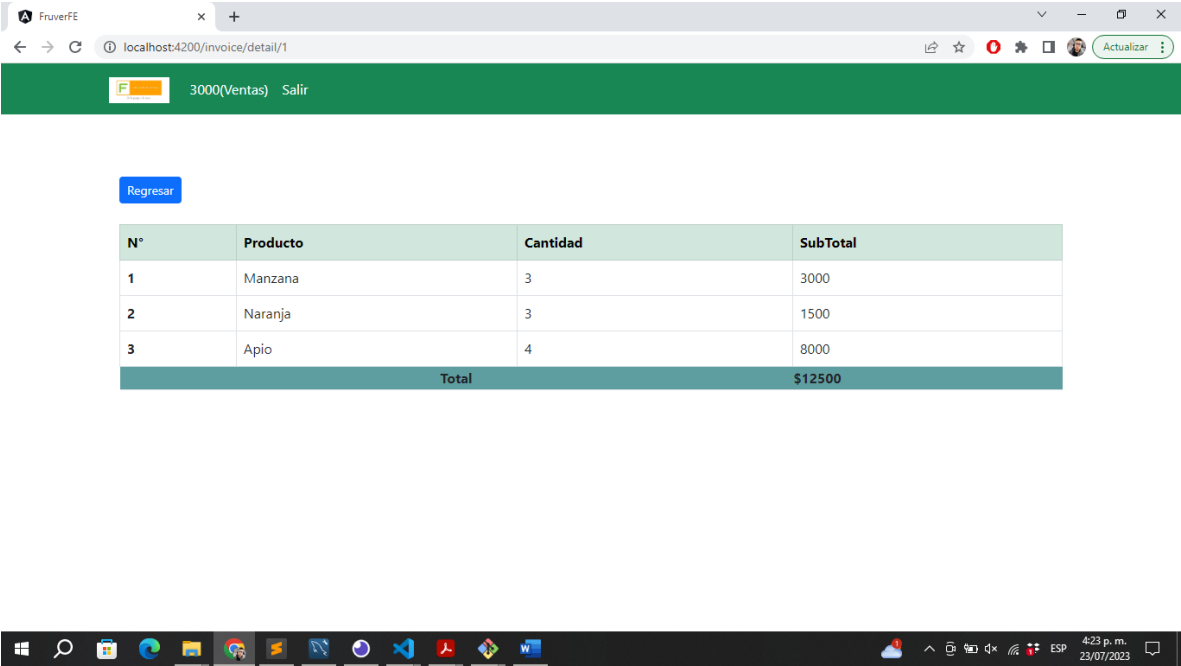 FruverFE
localhost:4200/invoice/detail/1
Actualizar
F
3000(Ventas) Salir
Regresar
N° Producto Cantidad SubTotal
1 Manzana 3 3000
2 Naranja 3 1500
3 Apio 4 8000
Total $12500
ESP
4:23 p. m.
23/07/2023